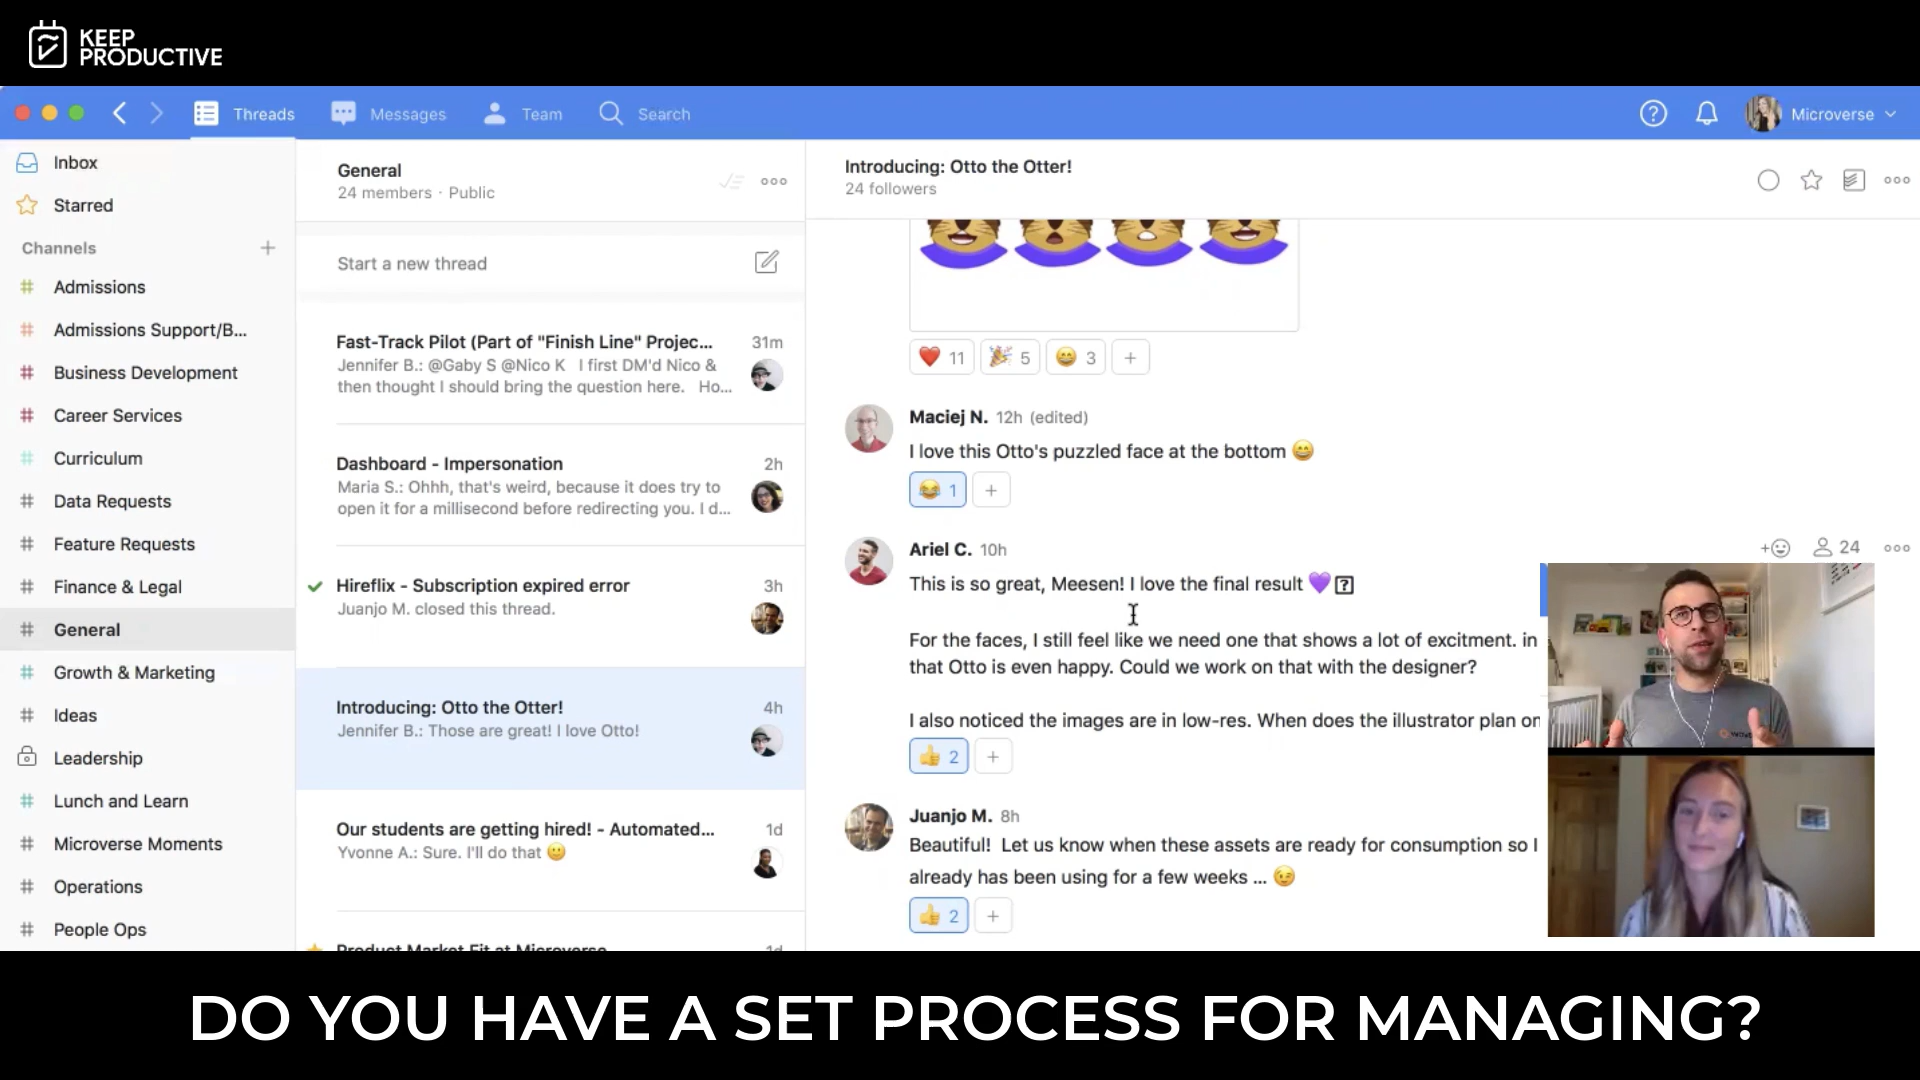 KEEP
PRODUCTIVE
Threads
Messages
Team
Search
Microverse
Inbox
Starred
Channels
Admissions
Admissions Support/B...
Business Development
Career Services
Curriculum
Data Requests
Feature Requests
Finance & Legal
General
Growth & Marketing
Ideas
Leadership
Lunch and Learn
Microverse Moments
Operations
People Ops
General
24 members · Public
Start a new thread
Fast-Track Pilot (Part of "Finish Line" Projec... 31m
Jennifer B.: @Gaby S @Nico K I first DM'd Nico &
then thought I should bring the question here. Ho...
Dashboard - Impersonation 2h
Maria S.: Ohhh, that's weird, because it does try to
open it for a millisecond before redirecting you. I d...
Hireflix - Subscription expired error 3h
Juanjo M. closed this thread.
Introducing: Otto the Otter! 4h
Jennifer B.: Those are great! I love Otto!
Our students are getting hired! - Automated... 1d
Yvonne A.: Sure. I'll do that 🙂
Product Market Fit at Microverse 1d
Introducing: Otto the Otter!
24 followers
❤️ 11 🎉 5 😄 3 +
Maciej N. 12h (edited)
I love this Otto's puzzled face at the bottom 😄
😂 1 +
Ariel C. 10h
24
This is so great, Meesen! I love the final result 💜 ?
For the faces, I still feel like we need one that shows a lot of excitment. in
that Otto is even happy. Could we work on that with the designer?
I also noticed the images are in low-res. When does the illustrator plan on
👍 2 +
Juanjo M. 8h
Beautiful! Let us know when these assets are ready for consumption so I
already has been using for a few weeks ... 😉
👍 2 +
DO YOU HAVE A SET PROCESS FOR MANAGING?